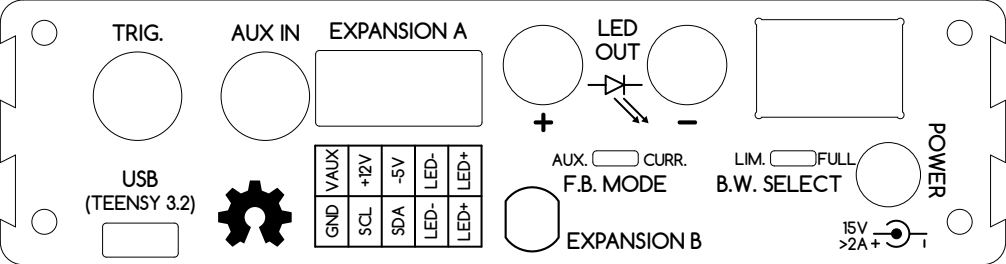 TRIG.
AUX IN
EXPANSION A
LED
OUT
+
−
AUX.
CURR.
F.B. MODE
LIM.
FULL
B.W. SELECT
POWER
USB
(TEENSY 3.2)
VAUX +12V -5V LED- LED+
GND SCL SDA LED- LED+
EXPANSION B
15V
>2A + -